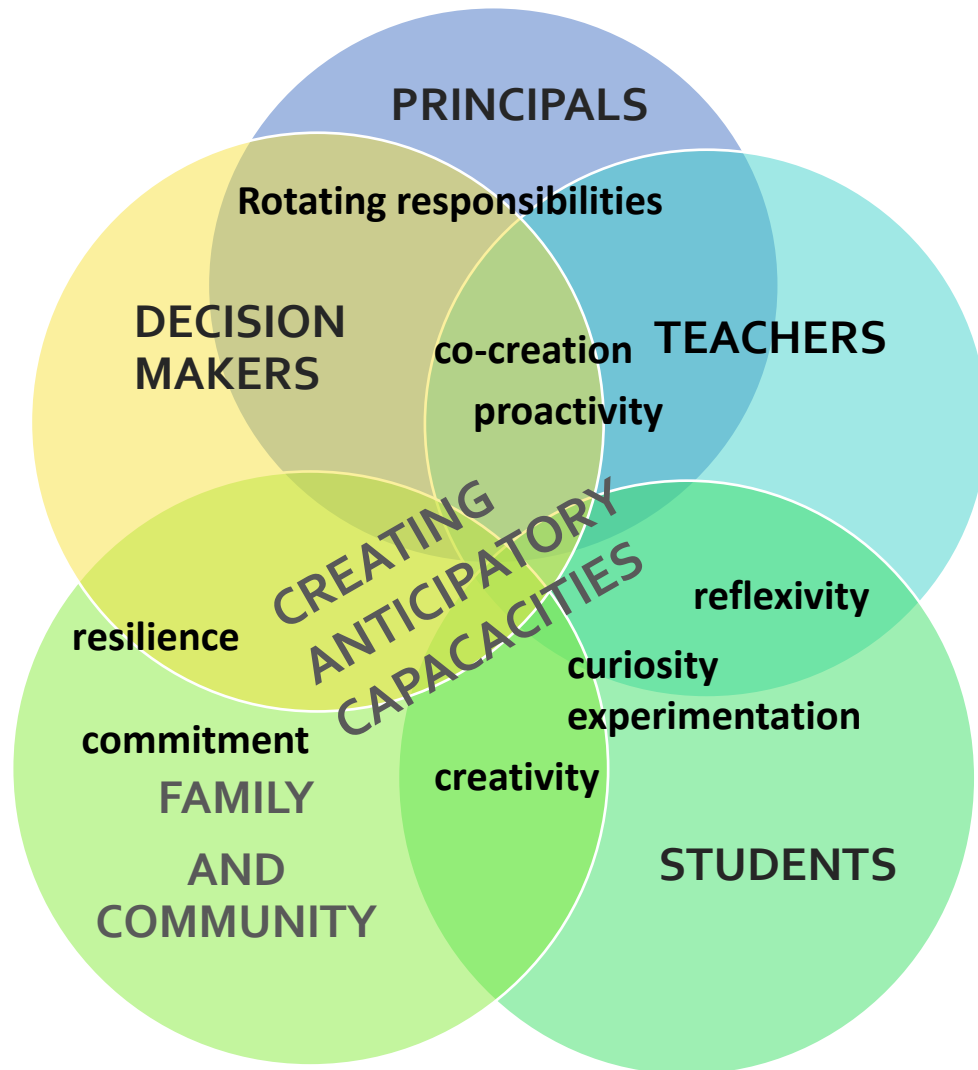 PRINCIPALS
Rotating responsibilities
DECISION
MAKERS
TEACHERS
co-creation
proactivity
CREATING
ANTICIPATORY
CAPACACITIES
reflexivity
resilience
curiosity
experimentation
commitment
creativity
FAMILY
AND
COMMUNITY
STUDENTS